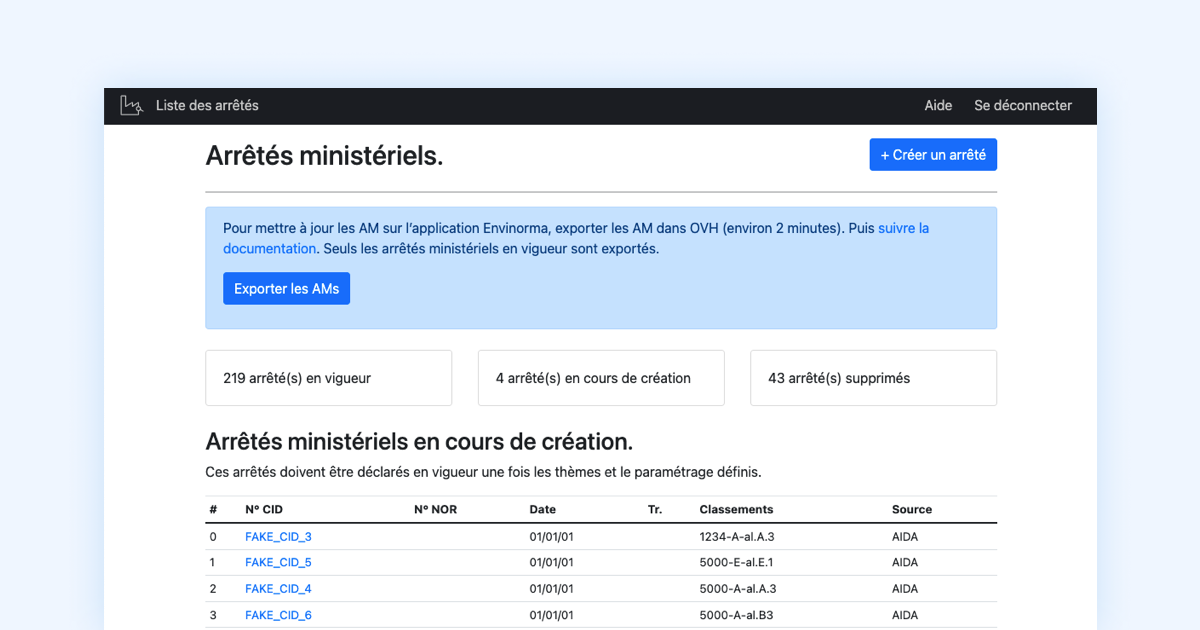 Liste des arrêtés Aide Se déconnecter
Arrêtés ministériels. + Créer un arrêté
Pour mettre à jour les AM sur l'application Envinorma, exporter les AM dans OVH (environ 2 minutes). Puis suivre la
documentation. Seuls les arrêtés ministériels en vigueur sont exportés.
Exporter les AMs
219 arrêté(s) en vigueur 4 arrêté(s) en cours de création 43 arrêté(s) supprimés
Arrêtés ministériels en cours de création.
Ces arrêtés doivent être déclarés en vigueur une fois les thèmes et le paramétrage définis.
# N° CID N° NOR Date Tr. Classements Source
0 FAKE_CID_3 01/01/01 1234-A-al.A.3 AIDA
1 FAKE_CID_5 01/01/01 5000-E-al.E.1 AIDA
2 FAKE_CID_4 01/01/01 5000-A-al.A.3 AIDA
3 FAKE_CID_6 01/01/01 5000-A-al.B3 AIDA